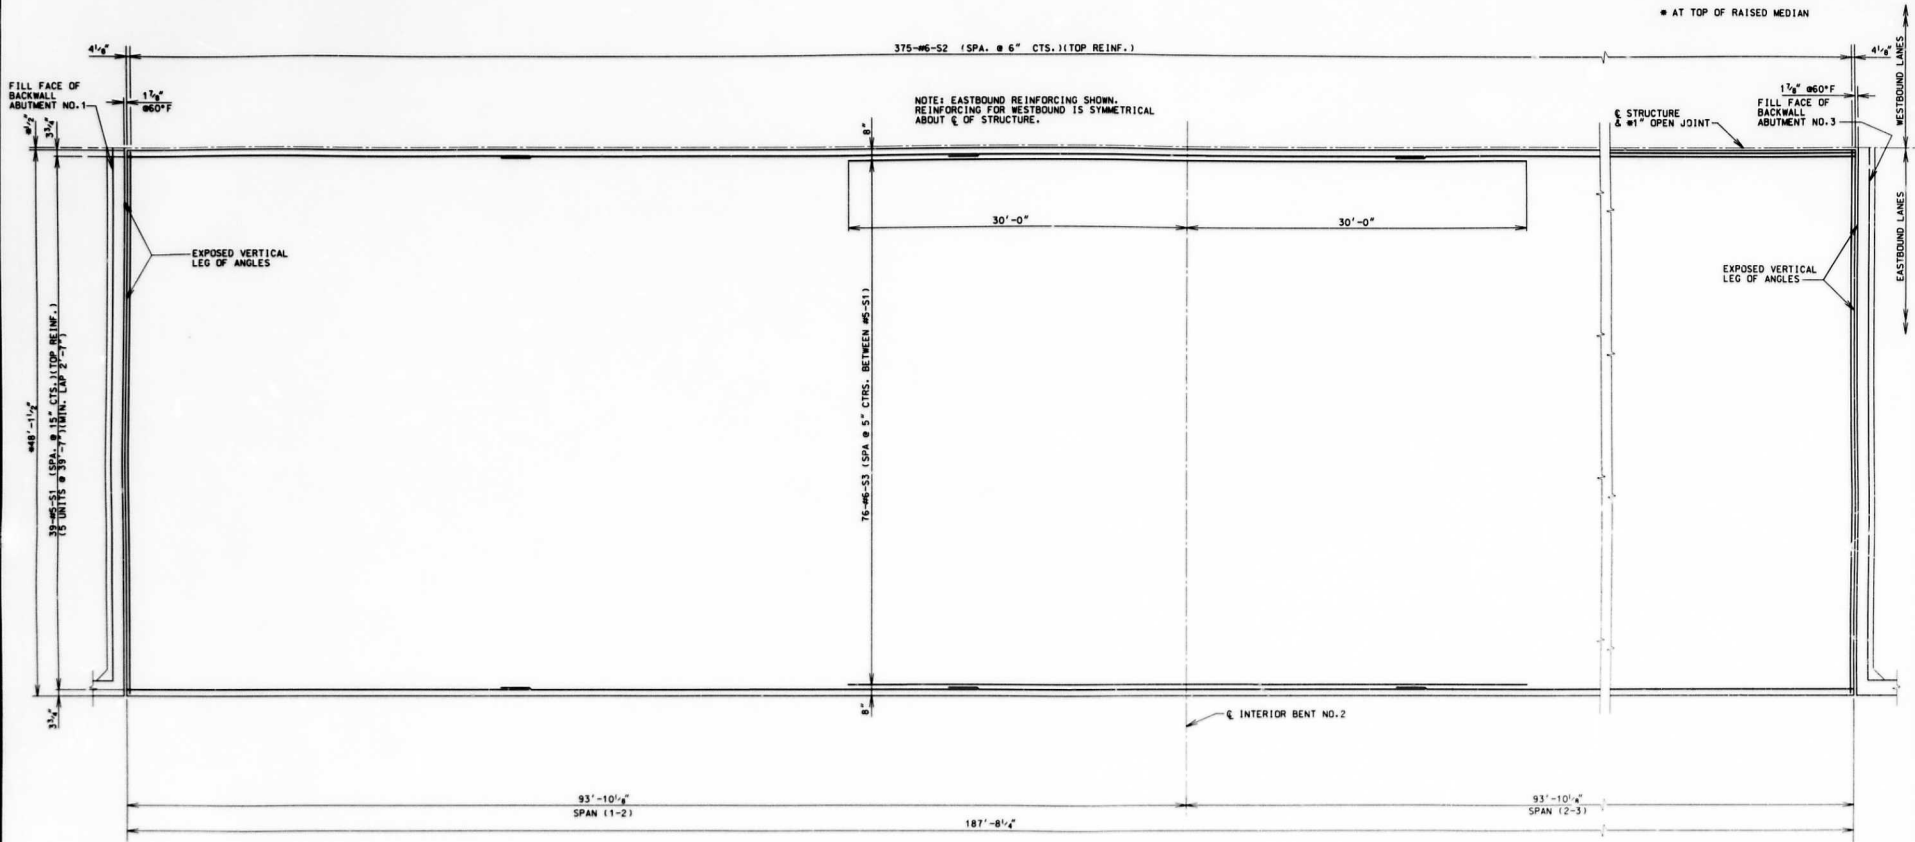 * AT TOP OF RAISED MEDIAN
4 1/8"
375-#6-S2 (SPA. @ 6" CTS.)(TOP REINF.)
4 1/8"
WESTBOUND LANES
FILL FACE OF
BACKWALL
ABUTMENT NO.1
1 7/8"
@60°F
NOTE: EASTBOUND REINFORCING SHOWN.
REINFORCING FOR WESTBOUND IS SYMMETRICAL
ABOUT ℄ OF STRUCTURE.
℄ STRUCTURE
& *1" OPEN JOINT
1 7/8" @60°F
FILL FACE OF
BACKWALL
ABUTMENT NO.3
*1/2"
3 3/4"
8"
30'-0"
30'-0"
EASTBOUND LANES
EXPOSED VERTICAL
LEG OF ANGLES
EXPOSED VERTICAL
LEG OF ANGLES
*48'-1 1/2"
39-#5-S1 (SPA. @ 15" CTS.)(TOP REINF.)
(5 UNITS @ 39'-7")(MIN. LAP 2'-7")
76-#6-S3 (SPA @ 5" CTRS. BETWEEN #5-S1)
3 3/4"
8"
℄ INTERIOR BENT NO.2
93'-10 1/8"
SPAN (1-2)
93'-10 1/8"
SPAN (2-3)
187'-8 1/4"